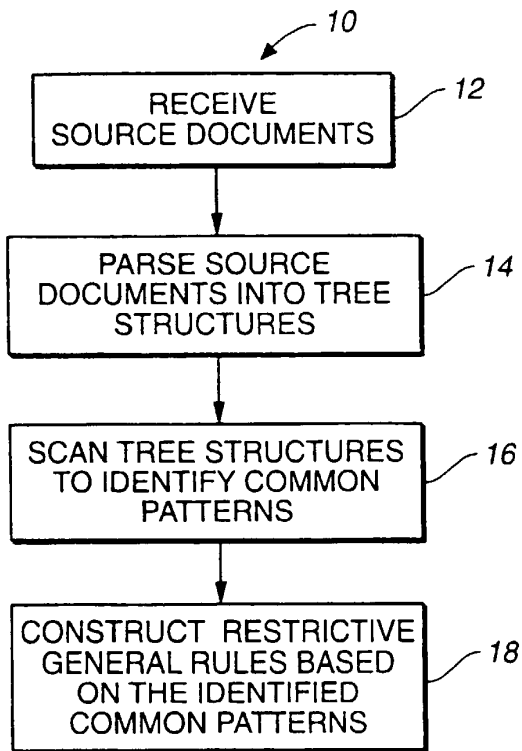 10
RECEIVE
SOURCE DOCUMENTS
12
PARSE SOURCE
DOCUMENTS INTO TREE
STRUCTURES
14
SCAN TREE STRUCTURES
TO IDENTIFY COMMON
PATTERNS
16
CONSTRUCT RESTRICTIVE
GENERAL RULES BASED
ON THE IDENTIFIED
COMMON PATTERNS
18